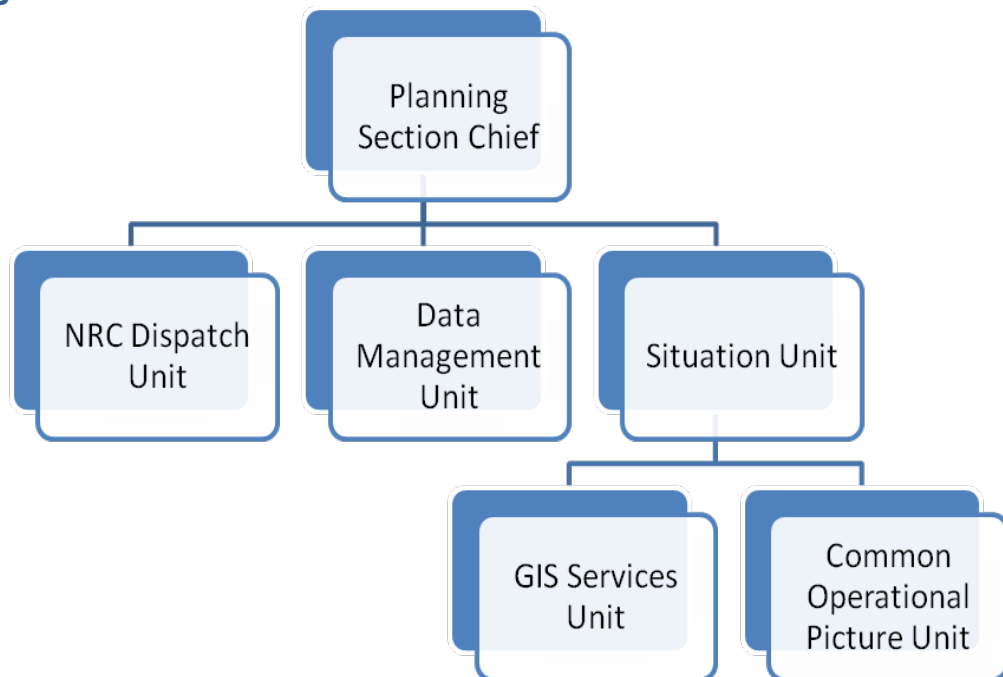 Planning
Section Chief
NRC Dispatch
Unit
Data
Management
Unit
Situation Unit
GIS Services
Unit
Common
Operational
Picture Unit